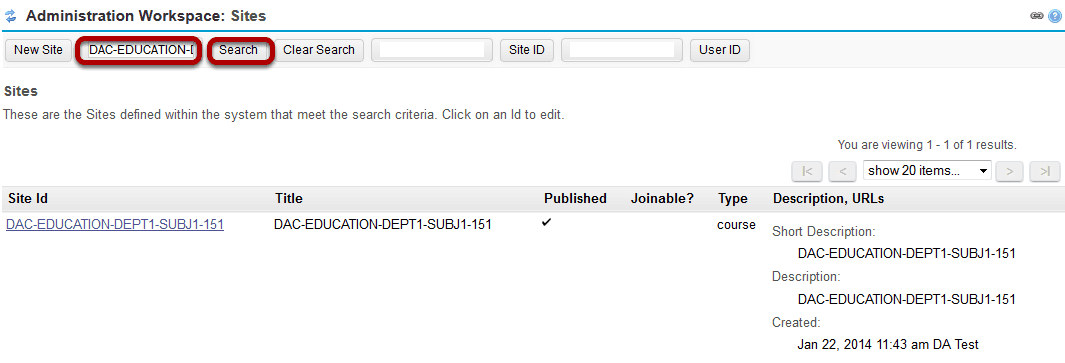 Administration Workspace: Sites
New Site DAC-EDUCATION-D Search Clear Search Site ID User ID
Sites
These are the Sites defined within the system that meet the search criteria. Click on an Id to edit.
You are viewing 1 - 1 of 1 results.
|< < show 20 items... > >|
Site Id Title Published Joinable? Type Description, URLs
DAC-EDUCATION-DEPT1-SUBJ1-151 DAC-EDUCATION-DEPT1-SUBJ1-151 ✔ course Short Description:
DAC-EDUCATION-DEPT1-SUBJ1-151
Description:
DAC-EDUCATION-DEPT1-SUBJ1-151
Created:
Jan 22, 2014 11:43 am DA Test